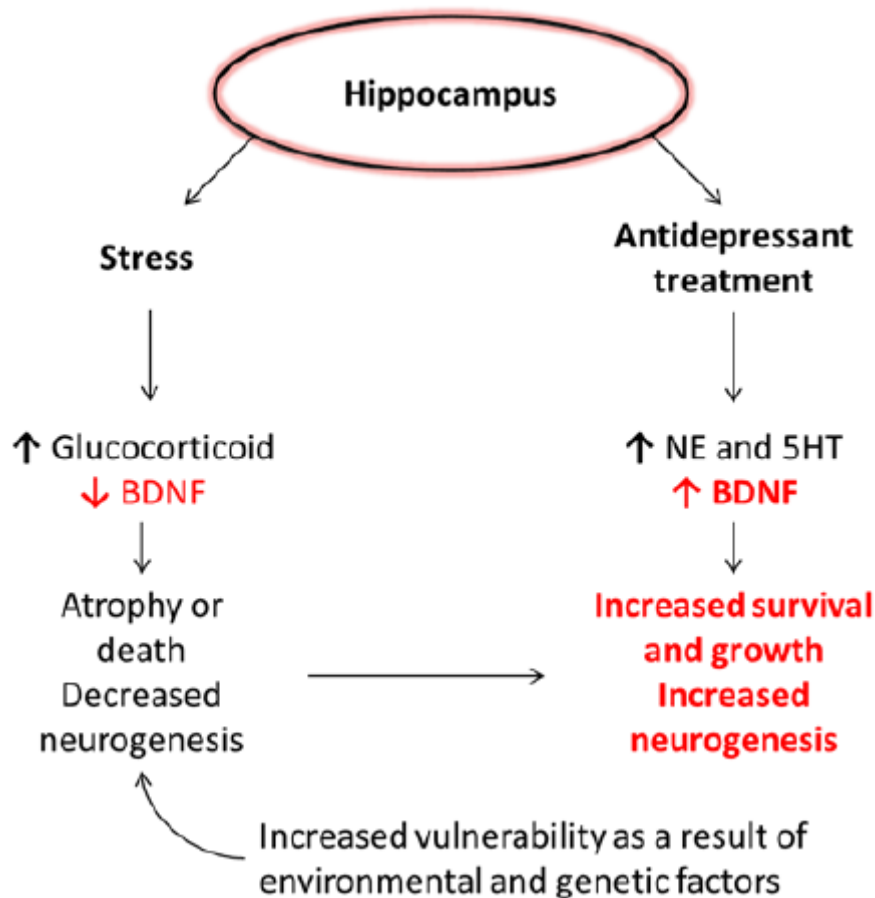 Hippocampus
Stress
Antidepressant
treatment
↑ Glucocorticoid
↓ BDNF
↑ NE and 5HT
↑ BDNF
Atrophy or
death
Decreased
neurogenesis
Increased survival
and growth
Increased
neurogenesis
Increased vulnerability as a result of
environmental and genetic factors